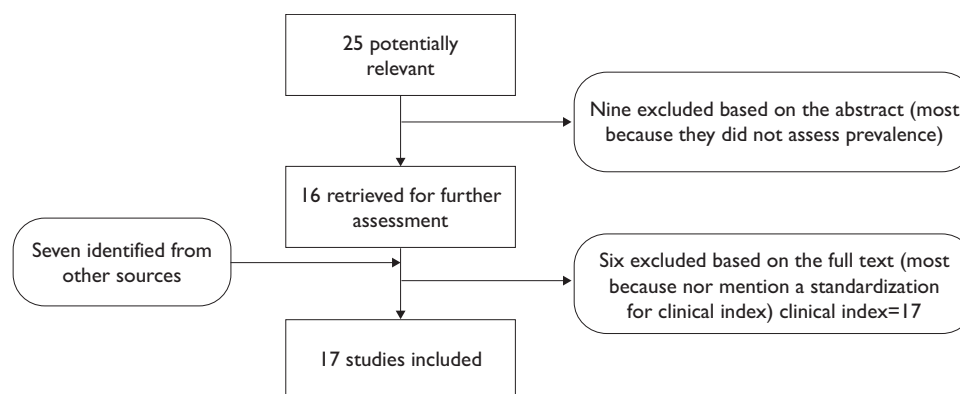 25 potentially
relevant
Nine excluded based on the abstract (most
because they did not assess prevalence)
16 retrieved for further
assessment
Seven identified from
other sources
Six excluded based on the full text (most
because nor mention a standardization
for clinical index) clinical index=17
17 studies included